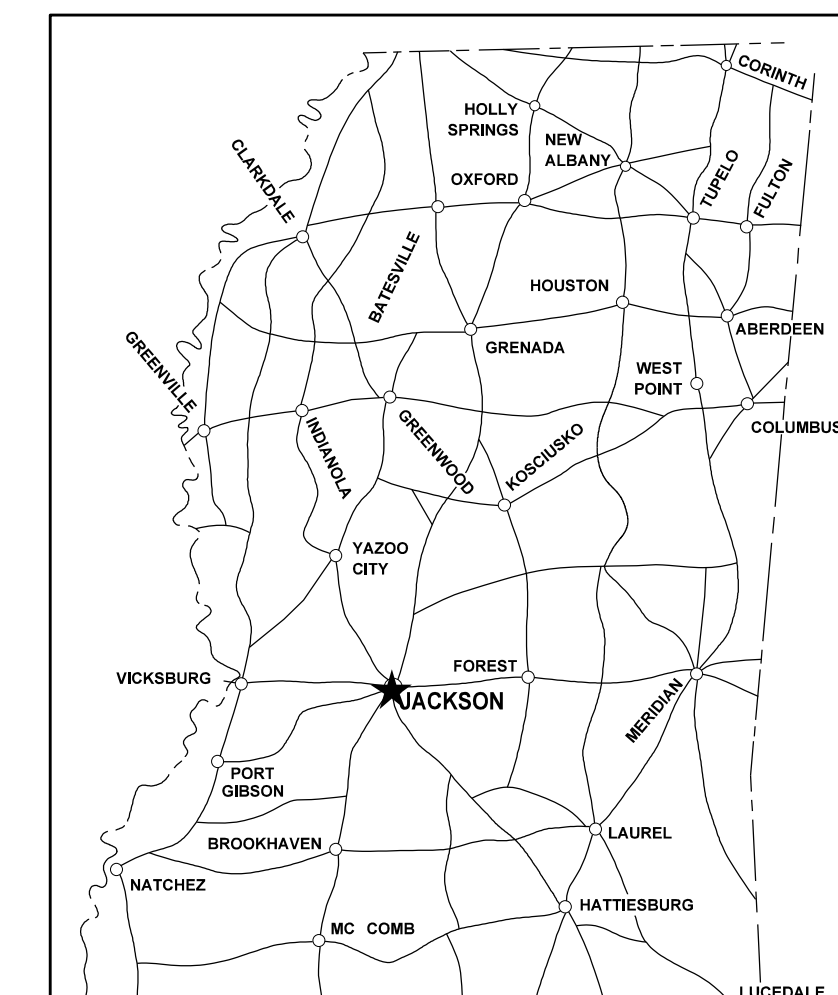 CORINTH
HOLLY
SPRINGS
NEW
ALBANY
CLARKDALE
OXFORD
TUPELO
FULTON
BATESVILLE
HOUSTON
GREENVILLE
GRENADA
ABERDEEN
WEST
POINT
INDIANOLA
GREENWOOD
KOSCIUSKO
COLUMBUS
YAZOO
CITY
VICKSBURG
FOREST
JACKSON
MERIDIAN
PORT
GIBSON
BROOKHAVEN
LAUREL
NATCHEZ
HATTIESBURG
MC COMB
LUCEDALE